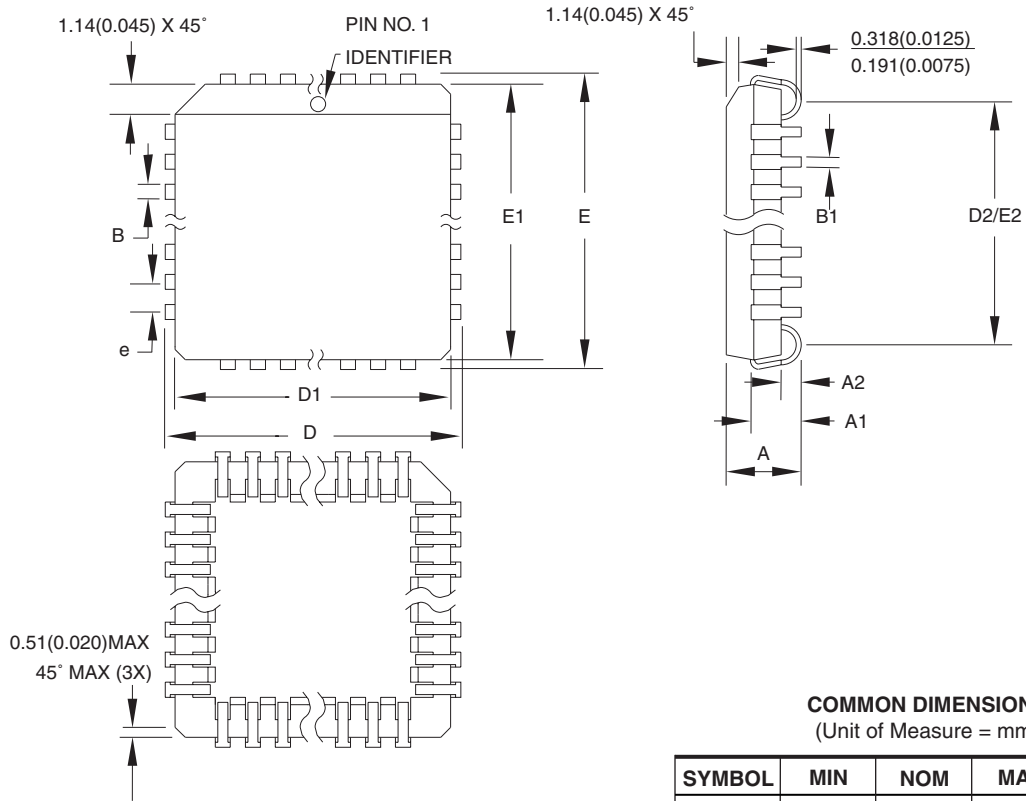 1.14(0.045) X 45˚
PIN NO. 1
IDENTIFIER
1.14(0.045) X 45˚
0.318(0.0125)
0.191(0.0075)
E1
E
B
e
B1
D2/E2
A2
A1
A
D1
D
0.51(0.020)MAX
45˚ MAX (3X)
COMMON DIMENSION
(Unit of Measure = mm
SYMBOL MIN NOM MA